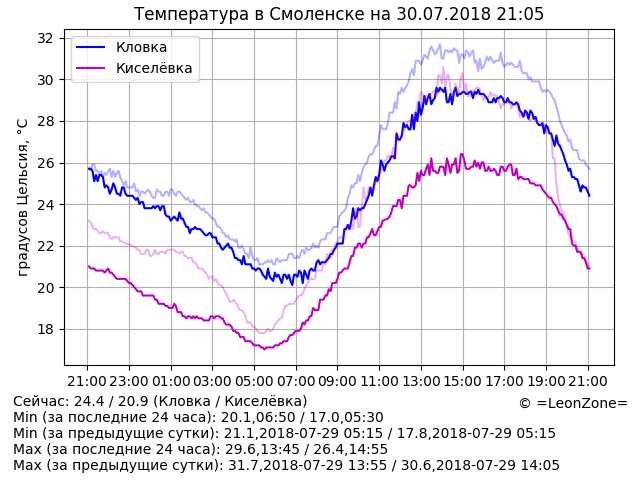 Температура в Смоленске на 30.07.2018 21:05
градусов Цельсия, °C
32
30
28
26
24
22
20
18
Кловка
Киселёвка
21:00 23:00 01:00 03:00 05:00 07:00 09:00 11:00 13:00 15:00 17:00 19:00 21:00
Сейчас: 24.4 / 20.9 (Кловка / Киселёвка)
© =LeonZone=
Min (за последние 24 часа): 20.1,06:50 / 17.0,05:30
Min (за предыдущие сутки): 21.1,2018-07-29 05:15 / 17.8,2018-07-29 05:15
Max (за последние 24 часа): 29.6,13:45 / 26.4,14:55
Max (за предыдущие сутки): 31.7,2018-07-29 13:55 / 30.6,2018-07-29 14:05